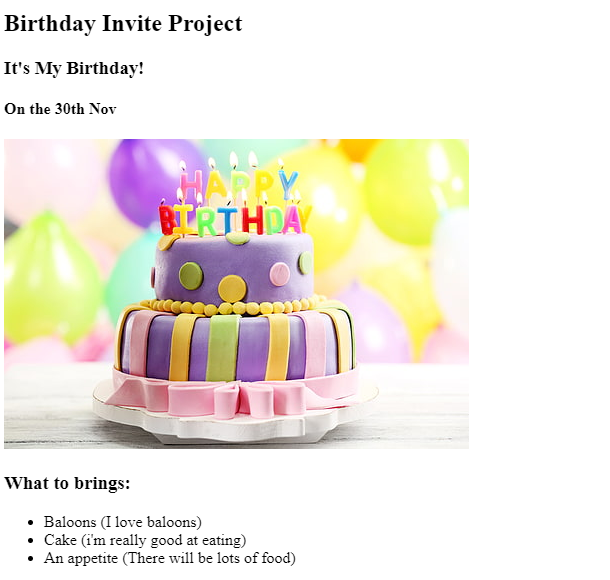 Birthday Invite Project
It's My Birthday!
On the 30th Nov
HAPPY
BIRTHDAY
What to brings:
Baloons (I love baloons)
Cake (i'm really good at eating)
An appetite (There will be lots of food)